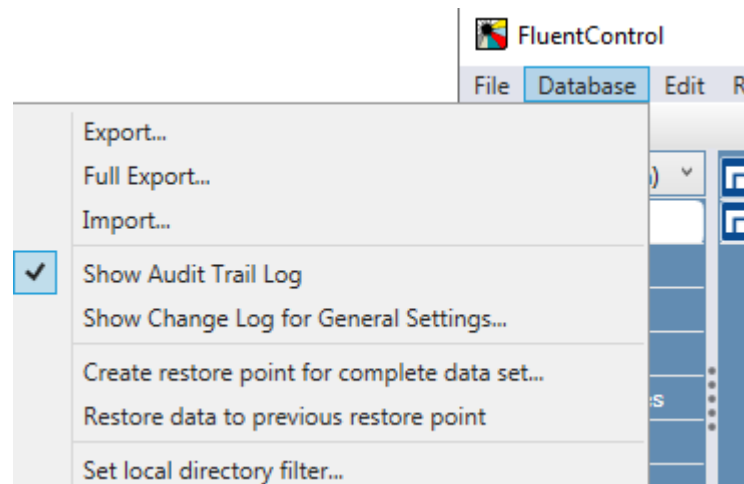 FluentControl
File Database Edit
Export...
Full Export...
Import...
Show Audit Trail Log
Show Change Log for General Settings...
Create restore point for complete data set...
Restore data to previous restore point
Set local directory filter...